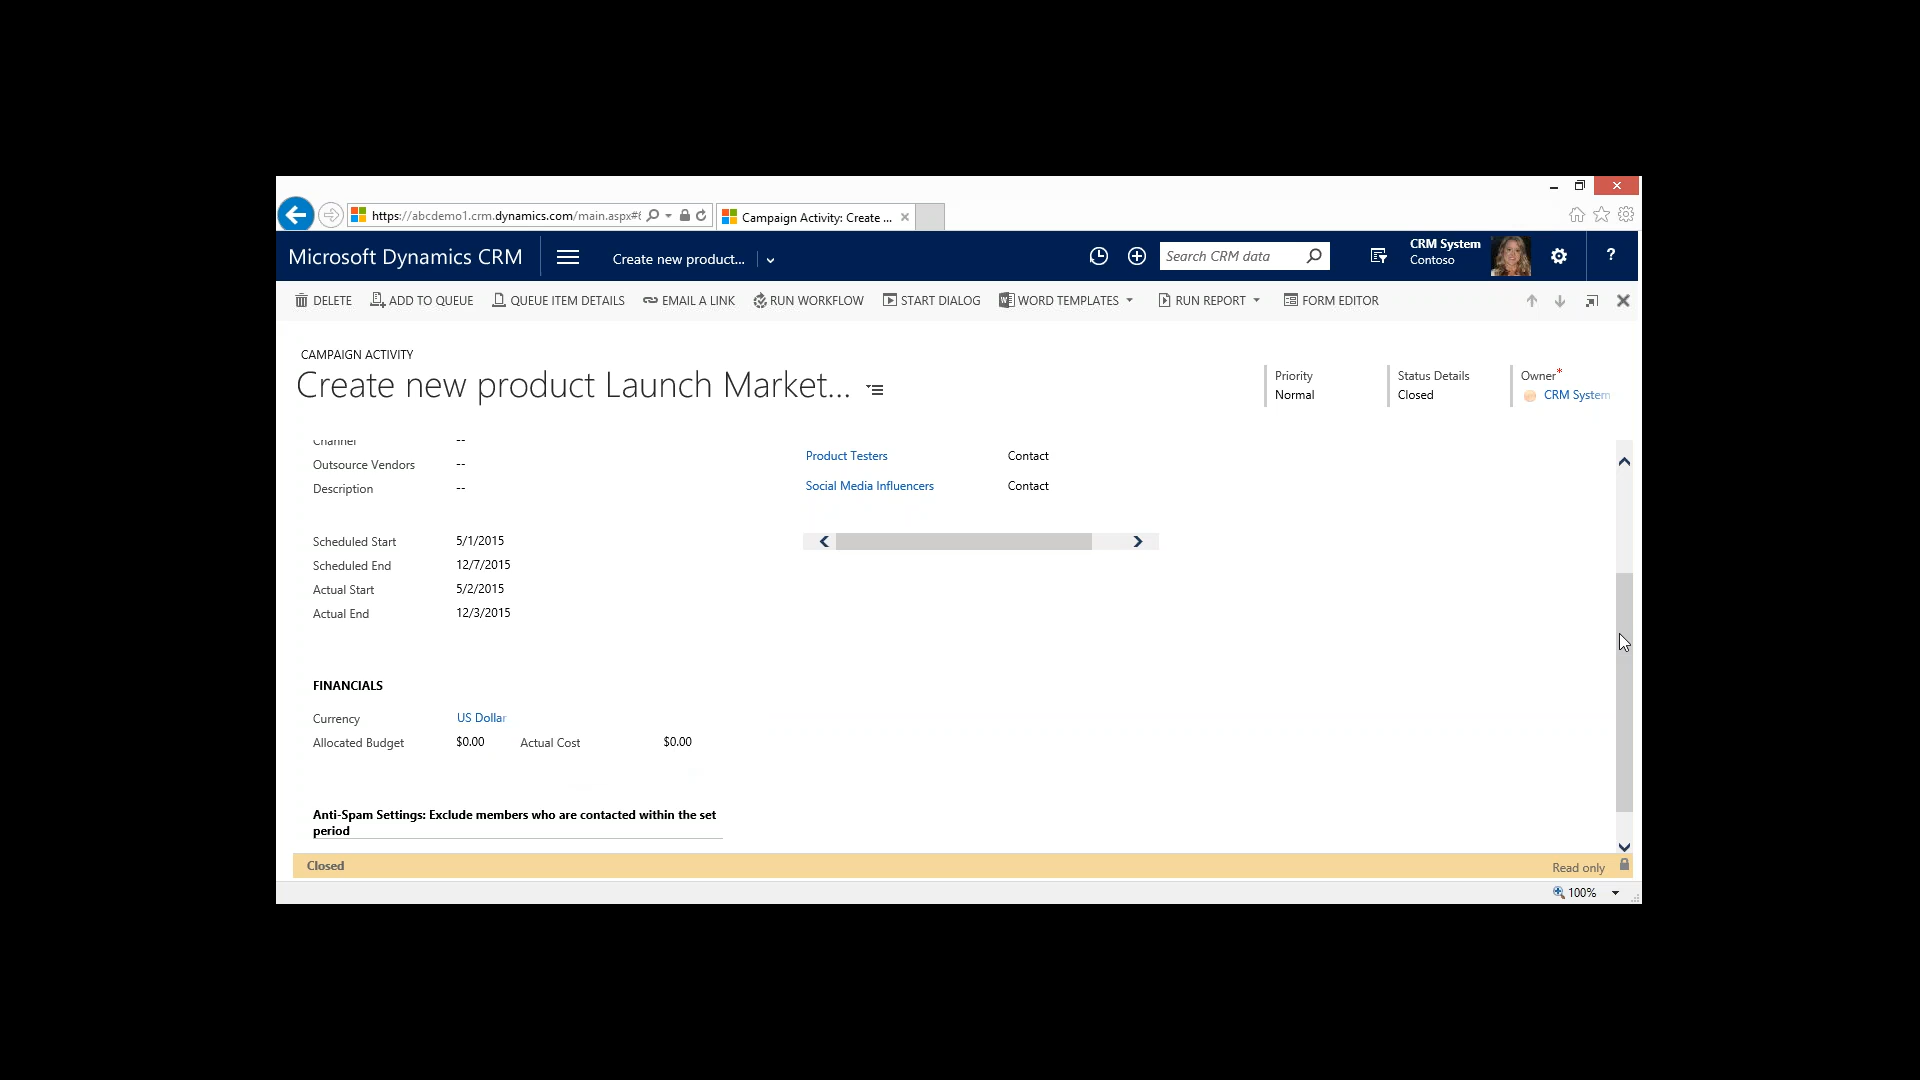 https://abcdemo1.crm.dynamics.com/main.aspx#
Campaign Activity: Create ...
Microsoft Dynamics CRM
Create new product...
Search CRM data
CRM System
Contoso
?
DELETE ADD TO QUEUE QUEUE ITEM DETAILS EMAIL A LINK RUN WORKFLOW START DIALOG WORD TEMPLATES RUN REPORT FORM EDITOR
CAMPAIGN ACTIVITY
Create new product Launch Market...
Priority
Normal
Status Details
Closed
Owner*
CRM System
Channel --
Outsource Vendors --
Description --
Product Testers Contact
Social Media Influencers Contact
Scheduled Start 5/1/2015
Scheduled End 12/7/2015
Actual Start 5/2/2015
Actual End 12/3/2015
FINANCIALS
Currency US Dollar
Allocated Budget $0.00 Actual Cost $0.00
Anti-Spam Settings: Exclude members who are contacted within the set
period
Closed Read only
100%